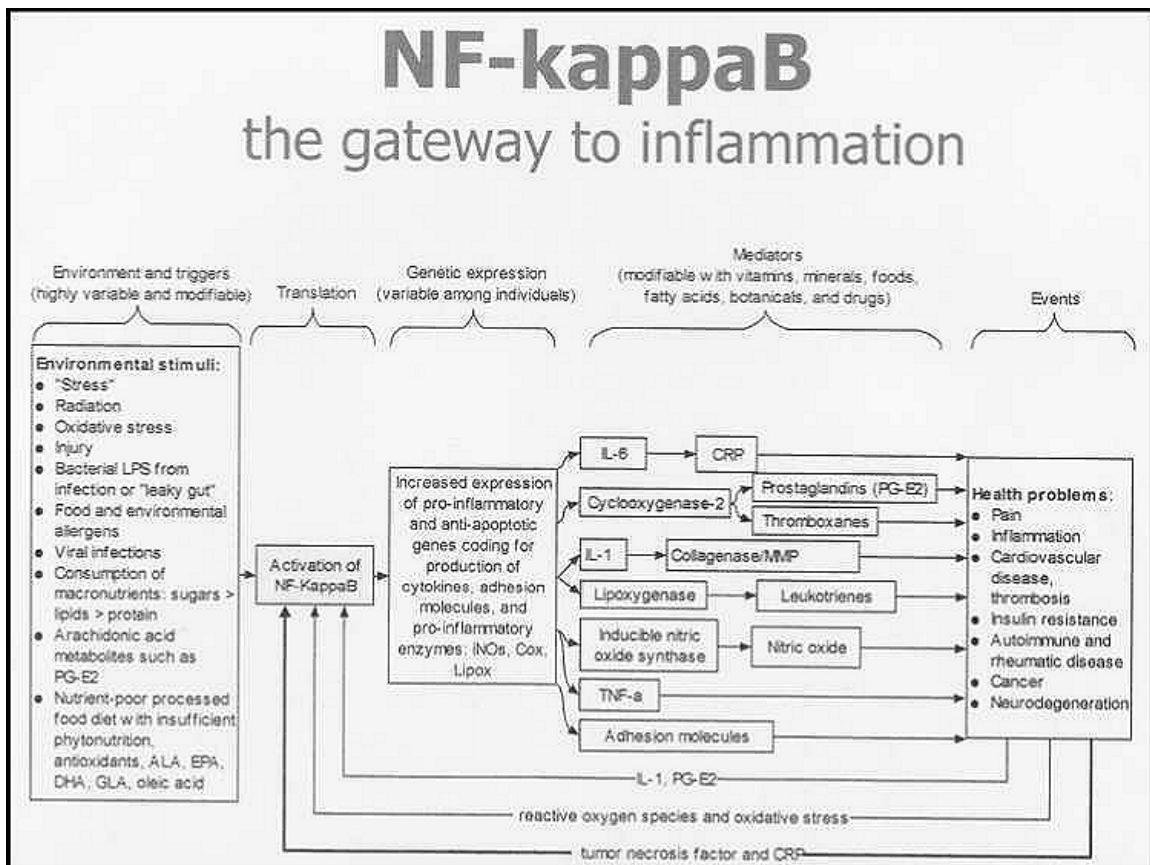 NF-kappaB
the gateway to inflammation
Environment and triggers
(highly variable and modifiable)
Translation
Genetic expression
(variable among individuals)
Mediators
(modifiable with vitamins, minerals, foods,
fatty acids, botanicals, and drugs)
Events
Environmental stimuli:
● "Stress"
● Radiation
● Oxidative stress
● Injury
● Bacterial LPS from
infection or "leaky gut"
● Food and environmental
allergens
● Viral infections
● Consumption of
macronutrients: sugars >
lipids > protein
● Arachidonic acid
metabolites such as
PG-E2
● Nutrient-poor processed
food diet with insufficient
phytonutrition,
antioxidants, ALA, EPA,
DHA, GLA, oleic acid
Activation of
NF-KappaB
Increased expression
of pro-inflammatory
and anti-apoptotic
genes coding for
production of
cytokines, adhesion
molecules, and
pro-inflammatory
enzymes: iNOs, Cox,
Lipox
IL-6
CRP
Cyclooxygenase-2
Prostaglandins (PG-E2)
Thromboxanes
IL-1
Collagenase/MMP
Lipoxygenase
Leukotrienes
Inducible nitric
oxide synthase
Nitric oxide
TNF-a
Adhesion molecules
Health problems:
● Pain
● Inflammation
● Cardiovascular
disease,
thrombosis
● Insulin resistance
● Autoimmune and
rheumatic disease
● Cancer
● Neurodegeneration
IL-1, PG-E2
reactive oxygen species and oxidative stress
tumor necrosis factor and CRP